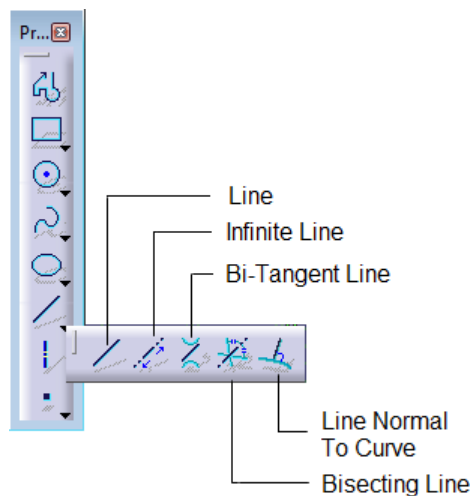 Pr...
Line
Infinite Line
Bi-Tangent Line
Line Normal
To Curve
Bisecting Line